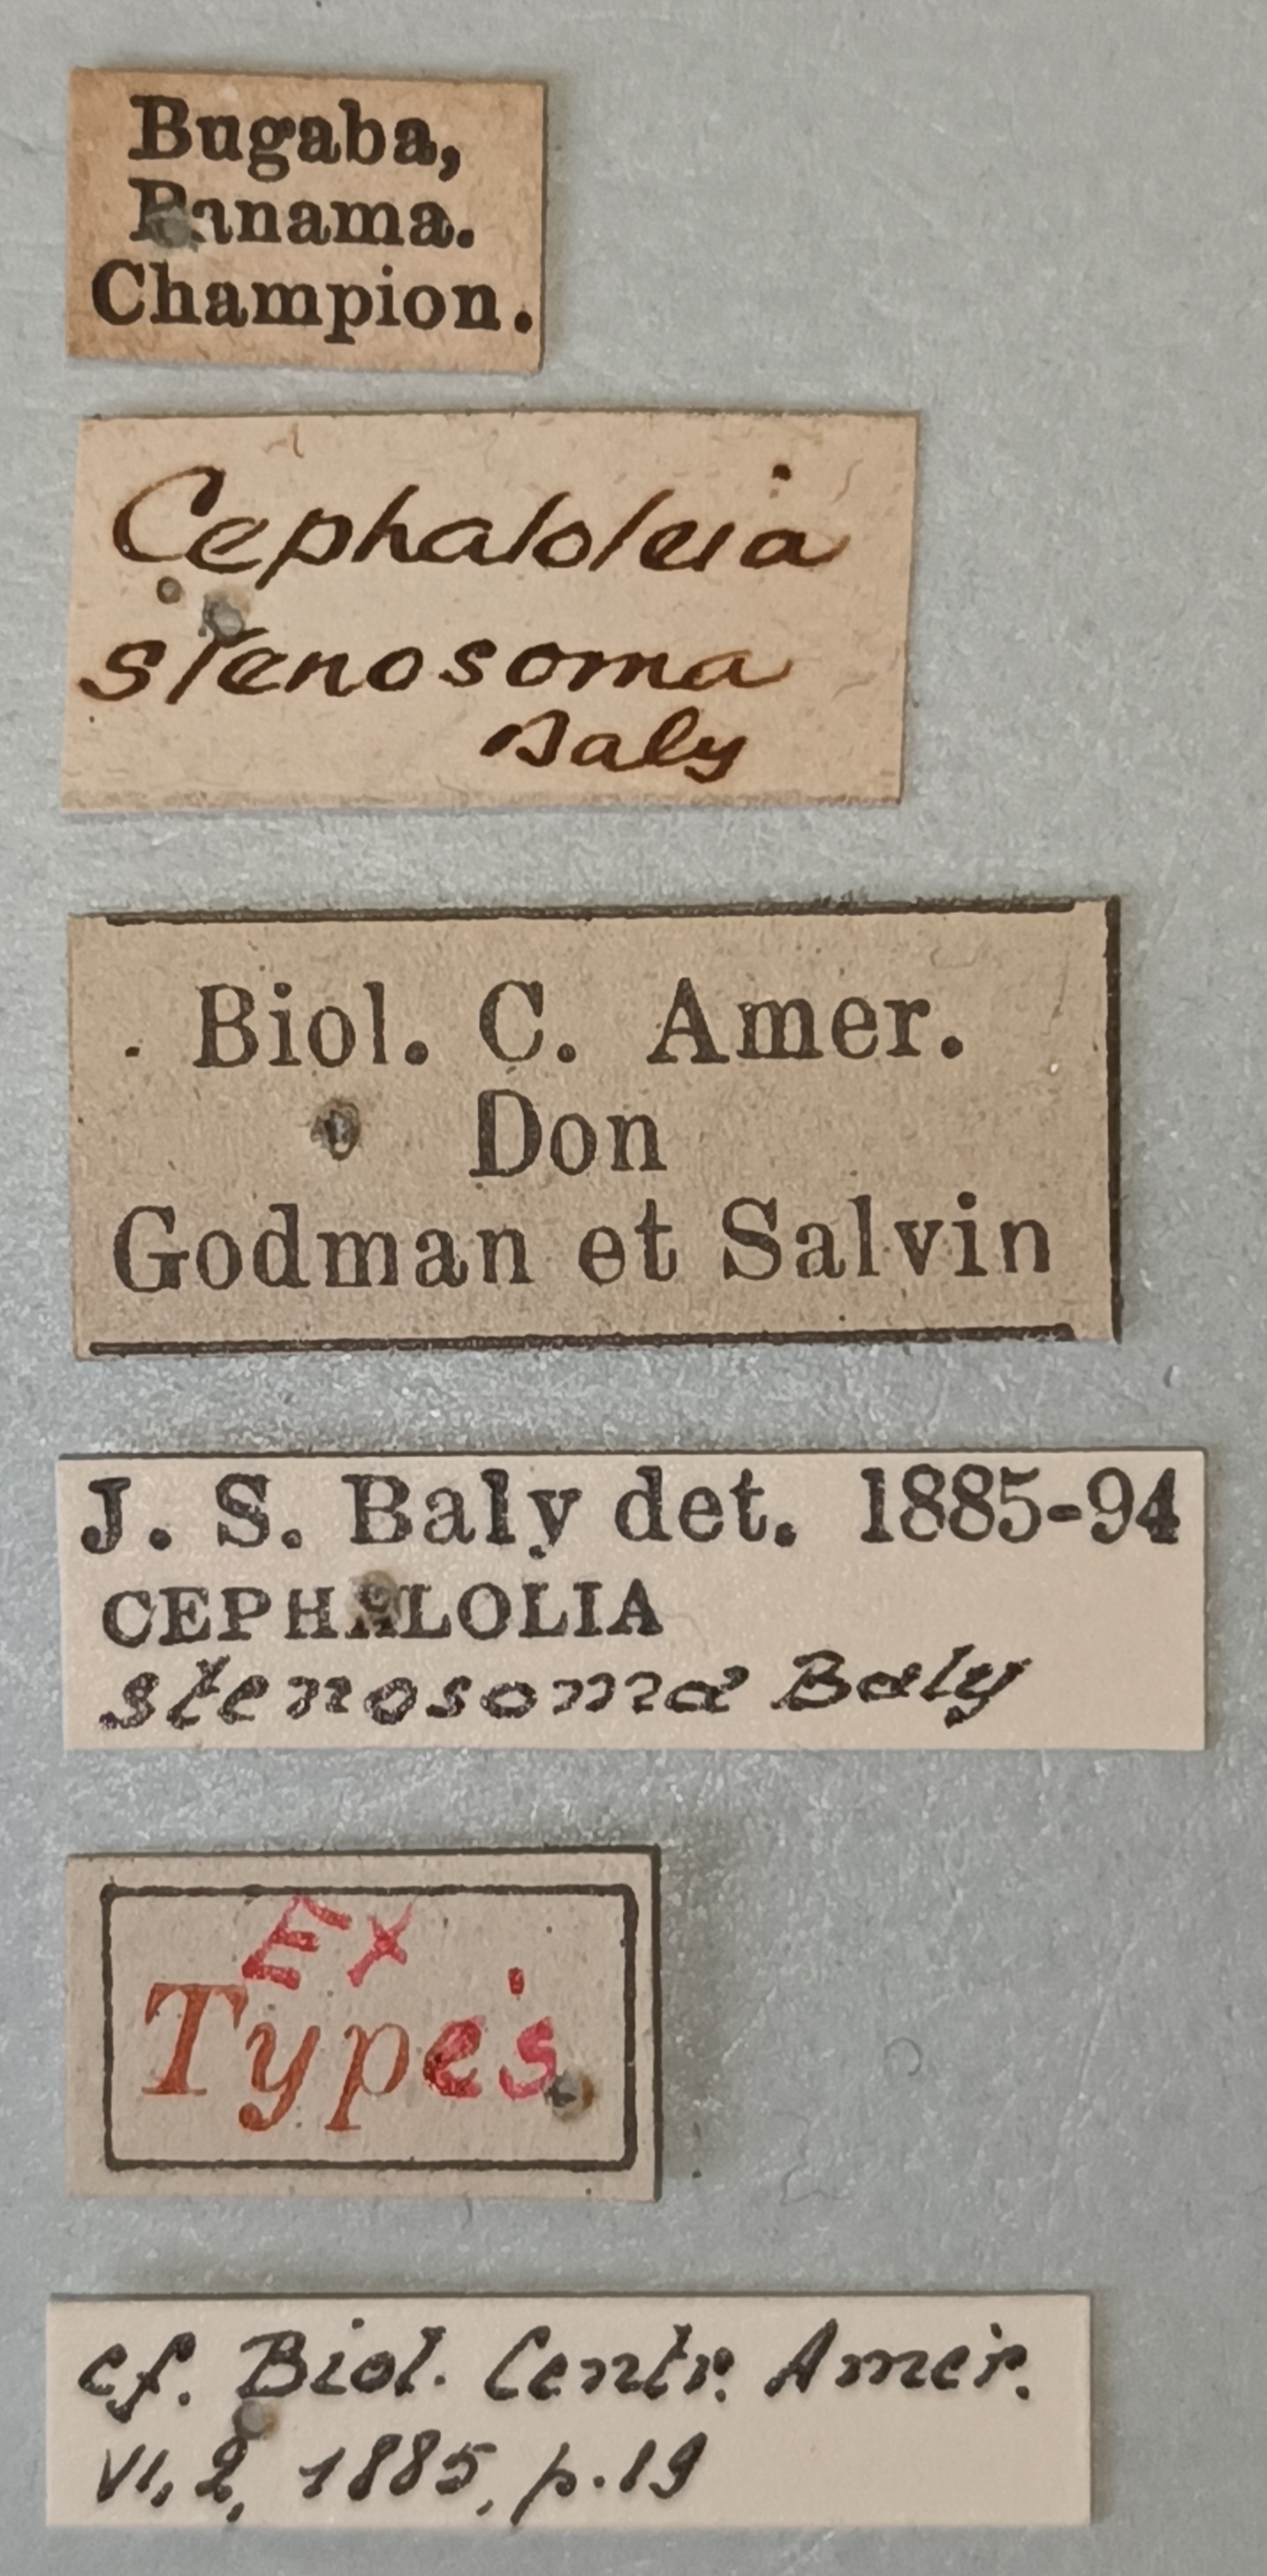 Bugaba,
Panama.
Champion.
Cephaloleia
stenosoma
Baly
Biol. C. Amer.
Don
Godman et Salvin
J. S. Baly det. 1885-94
CEPHALOLIA
stenosoma Baly
Ex
Type's
cf. Biol. Centr. Amer.
VI, 2, 1885, p. 19